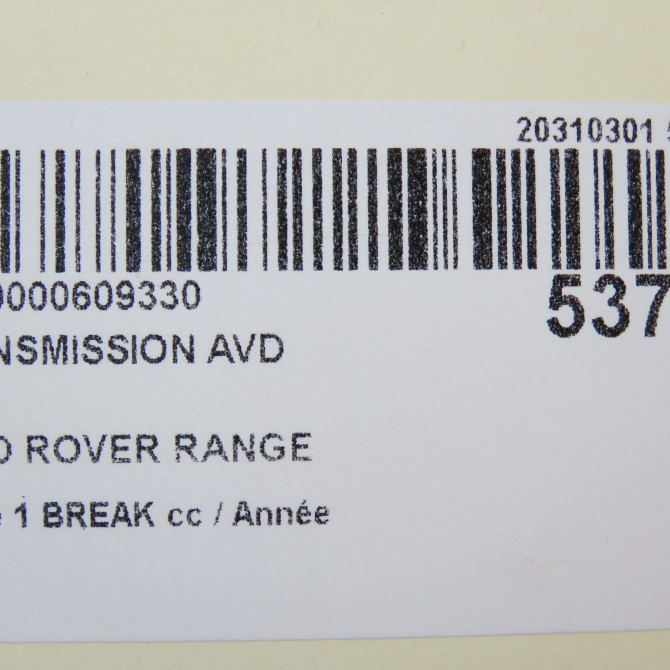 20310301
0000609330
537
NSMISSION AVD
ROVER RANGE
1 BREAK cc / Année